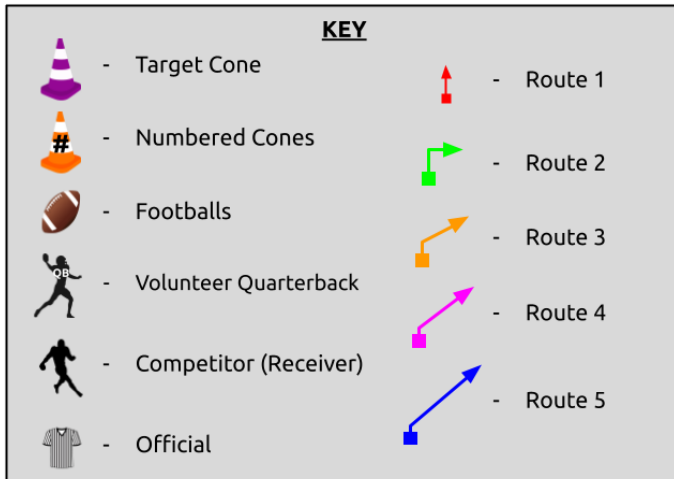 KEY
- Target Cone
# - Numbered Cones
- Footballs
QB - Volunteer Quarterback
- Competitor (Receiver)
- Official
- Route 1
- Route 2
- Route 3
- Route 4
- Route 5